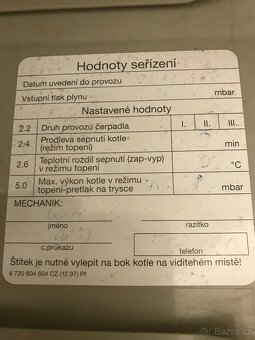 Hodnoty seřízení
Datum uvedení do provozu
Vstupní tlak plynu mbar
Nastavené hodnoty
2.2 Druh provozu čerpadla I. II. III.
2.4 Prodleva sepnutí kotle min
(režim topení)
2.6 Teplotní rozdíl sepnutí (zap-vyp) °C
v režimu topení
5.0 Max. výkon kotle v režimu mbar
topení-pretlak na trysce
MECHANIK:
jméno razítko
c.průkazu telefon
Štítek je nutné vylepit na bok kotle na viditelném místě!
6 720 604 604 CZ (12.97) Pf
bazos.cz